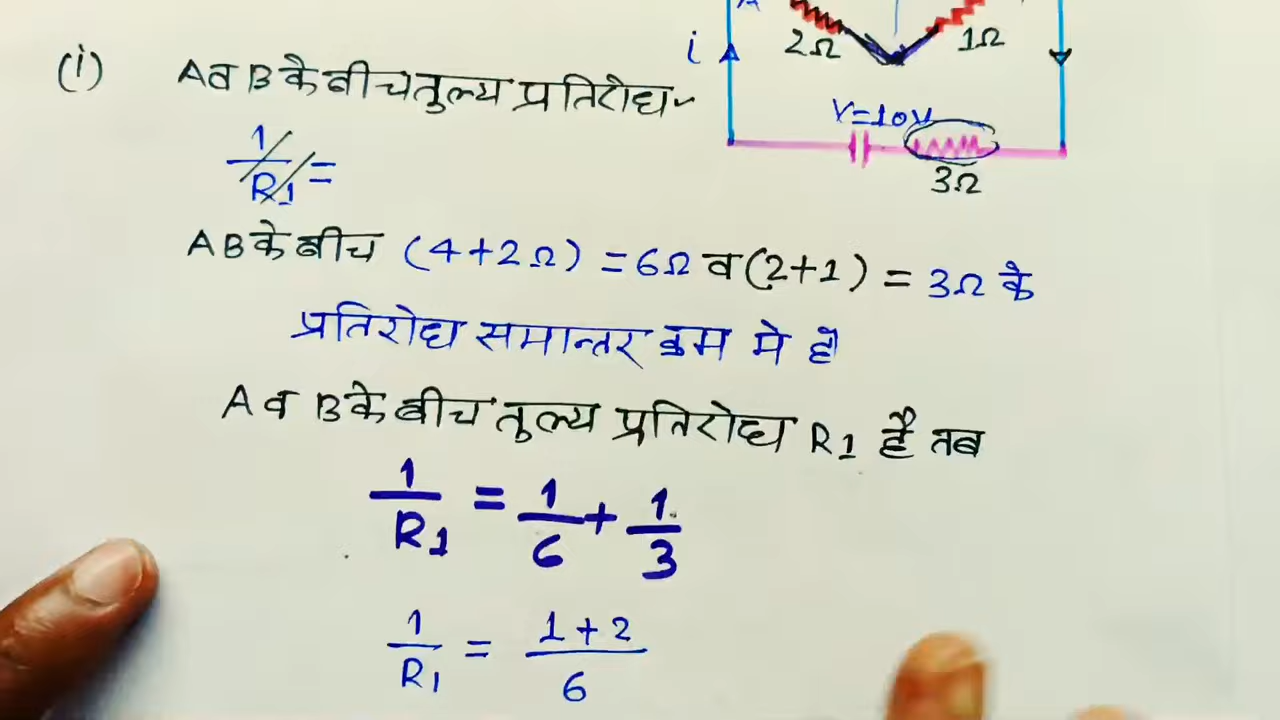 2Ω 1Ω
i
V=10V
3Ω
(i) A व B के बीच तुल्य प्रतिरोध
1/R1 =
AB के बीच (4+2Ω) = 6Ω व (2+1) = 3Ω के
प्रतिरोध समान्तर क्रम मे है
A व B के बीच तुल्य प्रतिरोध R1 है तब
1/R1 = 1/6 + 1/3
1/R1 = 1+2/6